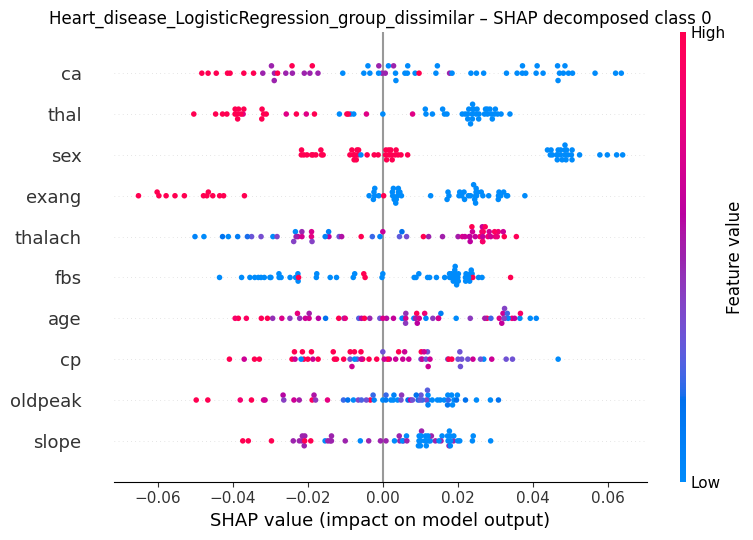 Heart_disease_LogisticRegression_group_dissimilar – SHAP decomposed class 0
High
ca
thal
sex
exang
thalach
fbs
age
cp
oldpeak
slope
Feature value
Low
−0.06 −0.04 −0.02 0.00 0.02 0.04 0.06
SHAP value (impact on model output)